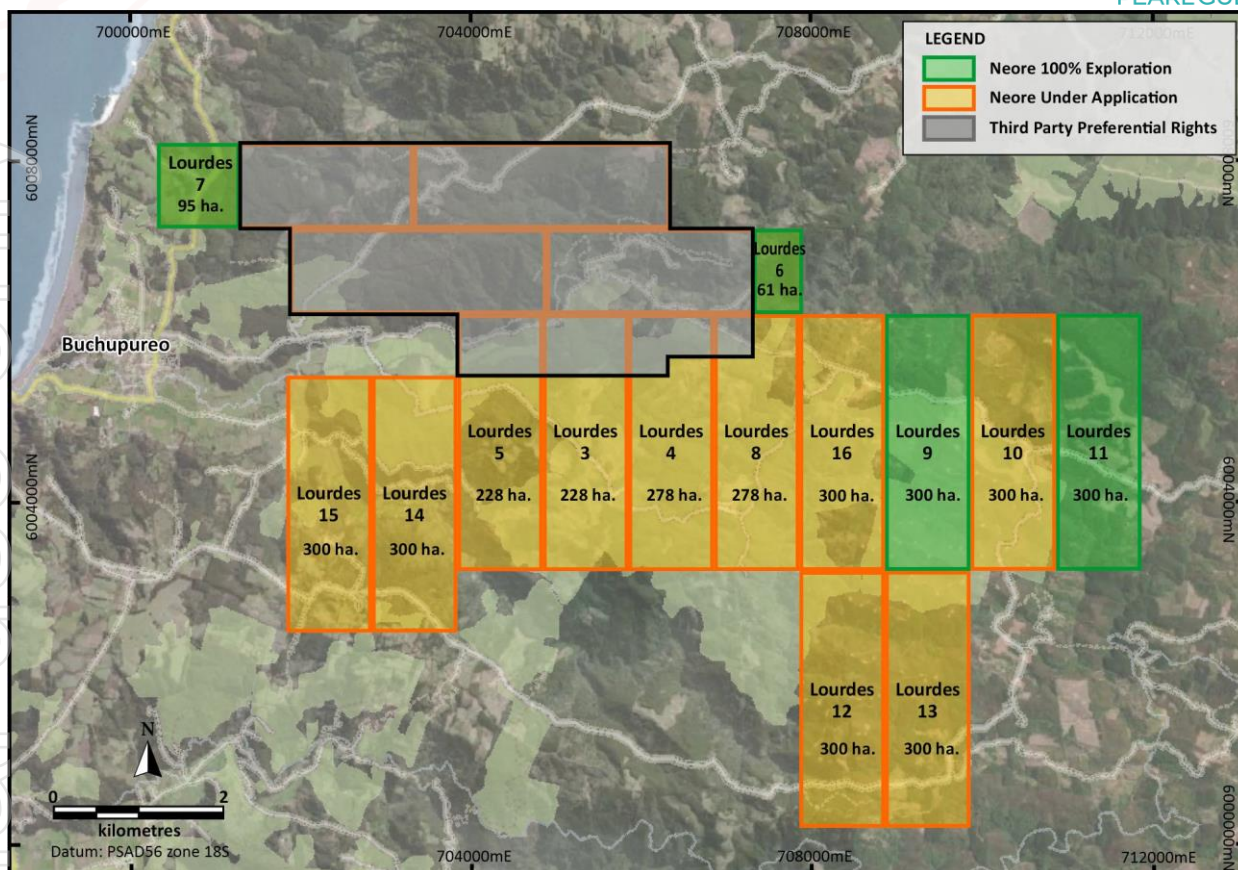 700000mE
704000mE
708000mE
712000mE
LEGEND
Neore 100% Exploration
Neore Under Application
Third Party Preferential Rights
6008000mN
Lourdes
7
95 ha.
Lourdes
6
61 ha.
Buchupureo
Lourdes
5
228 ha.
Lourdes
3
228 ha.
Lourdes
4
278 ha.
Lourdes
8
278 ha.
Lourdes
16
300 ha.
Lourdes
9
300 ha.
Lourdes
10
300 ha.
Lourdes
11
300 ha.
6004000mN
6004000mN
Lourdes
15
300 ha.
Lourdes
14
300 ha.
Lourdes
12
300 ha.
Lourdes
13
300 ha.
N
0 2
kilometres
Datum: PSAD56 zone 18S
6000000mN
704000mE
708000mE
712000mE